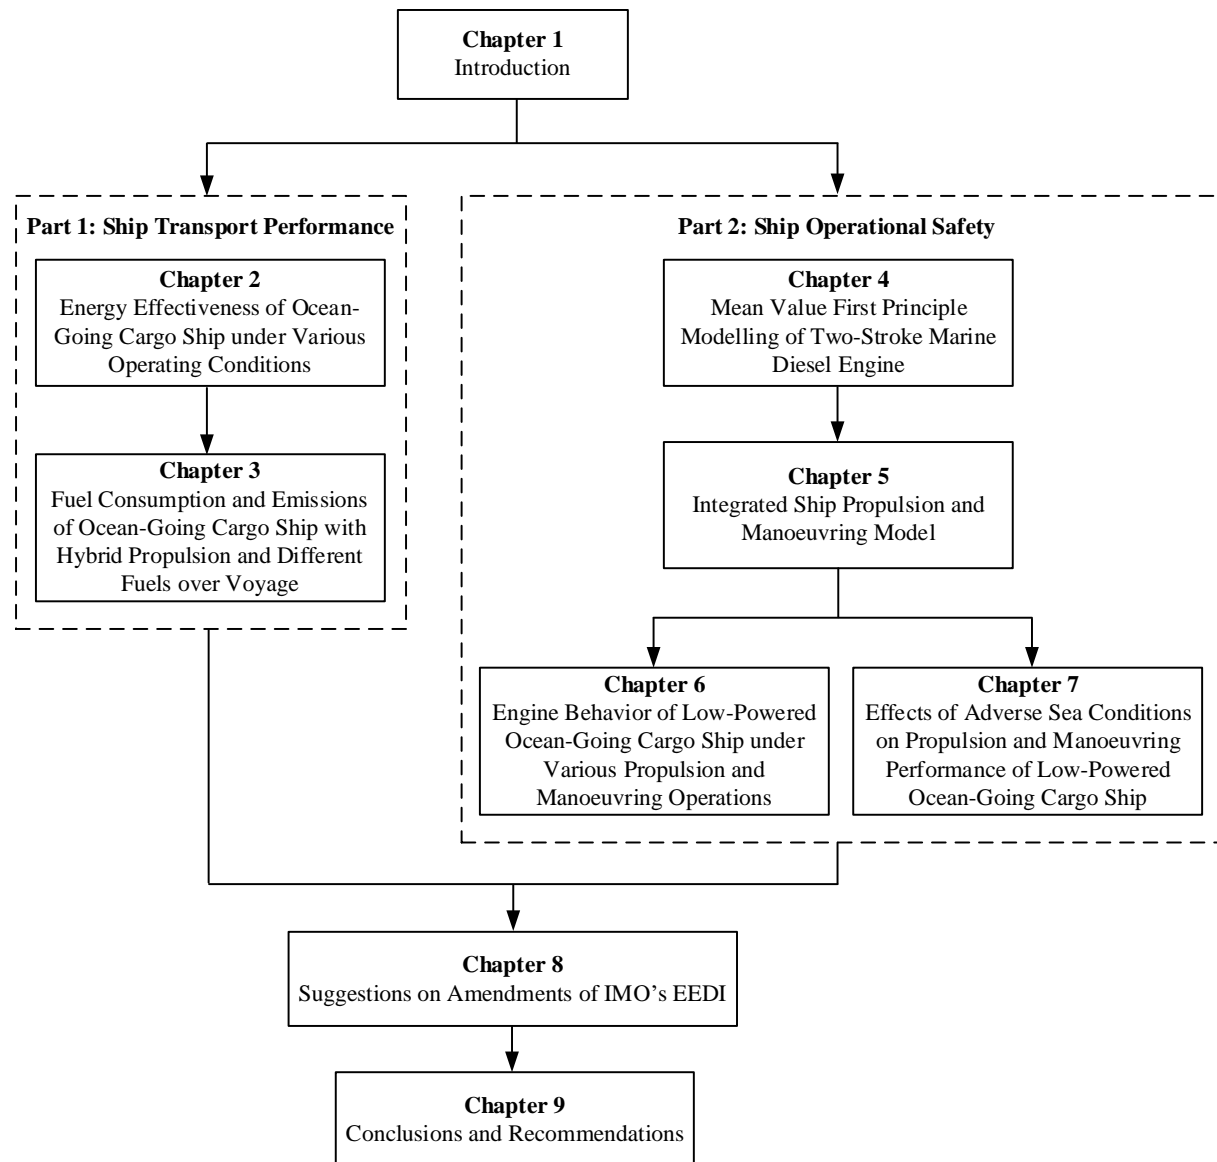 Chapter 1
Introduction
Part 1: Ship Transport Performance
Chapter 2
Energy Effectiveness of Ocean-
Going Cargo Ship under Various
Operating Conditions
Chapter 3
Fuel Consumption and Emissions
of Ocean-Going Cargo Ship with
Hybrid Propulsion and Different
Fuels over Voyage
Part 2: Ship Operational Safety
Chapter 4
Mean Value First Principle
Modelling of Two-Stroke Marine
Diesel Engine
Chapter 5
Integrated Ship Propulsion and
Manoeuvring Model
Chapter 6
Engine Behavior of Low-Powered
Ocean-Going Cargo Ship under
Various Propulsion and
Manoeuvring Operations
Chapter 7
Effects of Adverse Sea Conditions
on Propulsion and Manoeuvring
Performance of Low-Powered
Ocean-Going Cargo Ship
Chapter 8
Suggestions on Amendments of IMO’s EEDI
Chapter 9
Conclusions and Recommendations